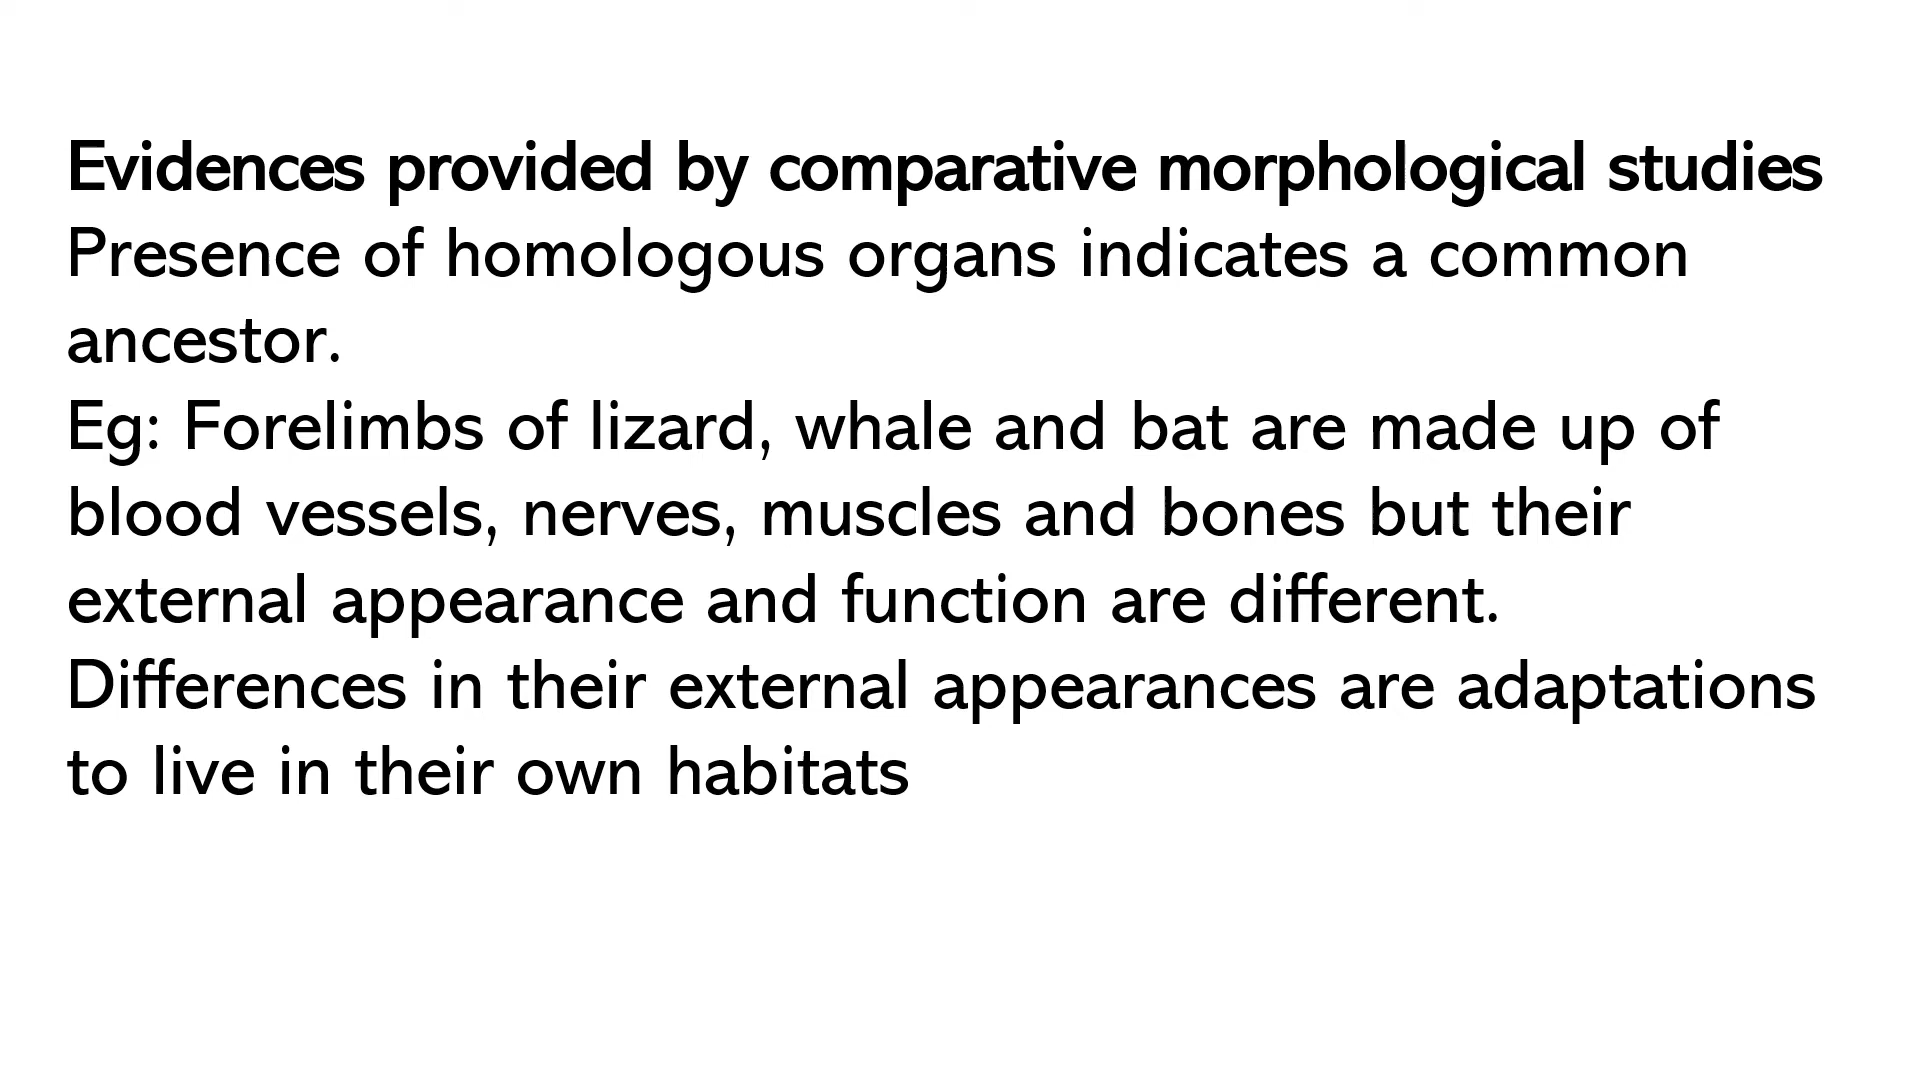 Evidences provided by comparative morphological studies
Presence of homologous organs indicates a common
ancestor.
Eg: Forelimbs of lizard, whale and bat are made up of
blood vessels, nerves, muscles and bones but their
external appearance and function are different.
Differences in their external appearances are adaptations
to live in their own habitats